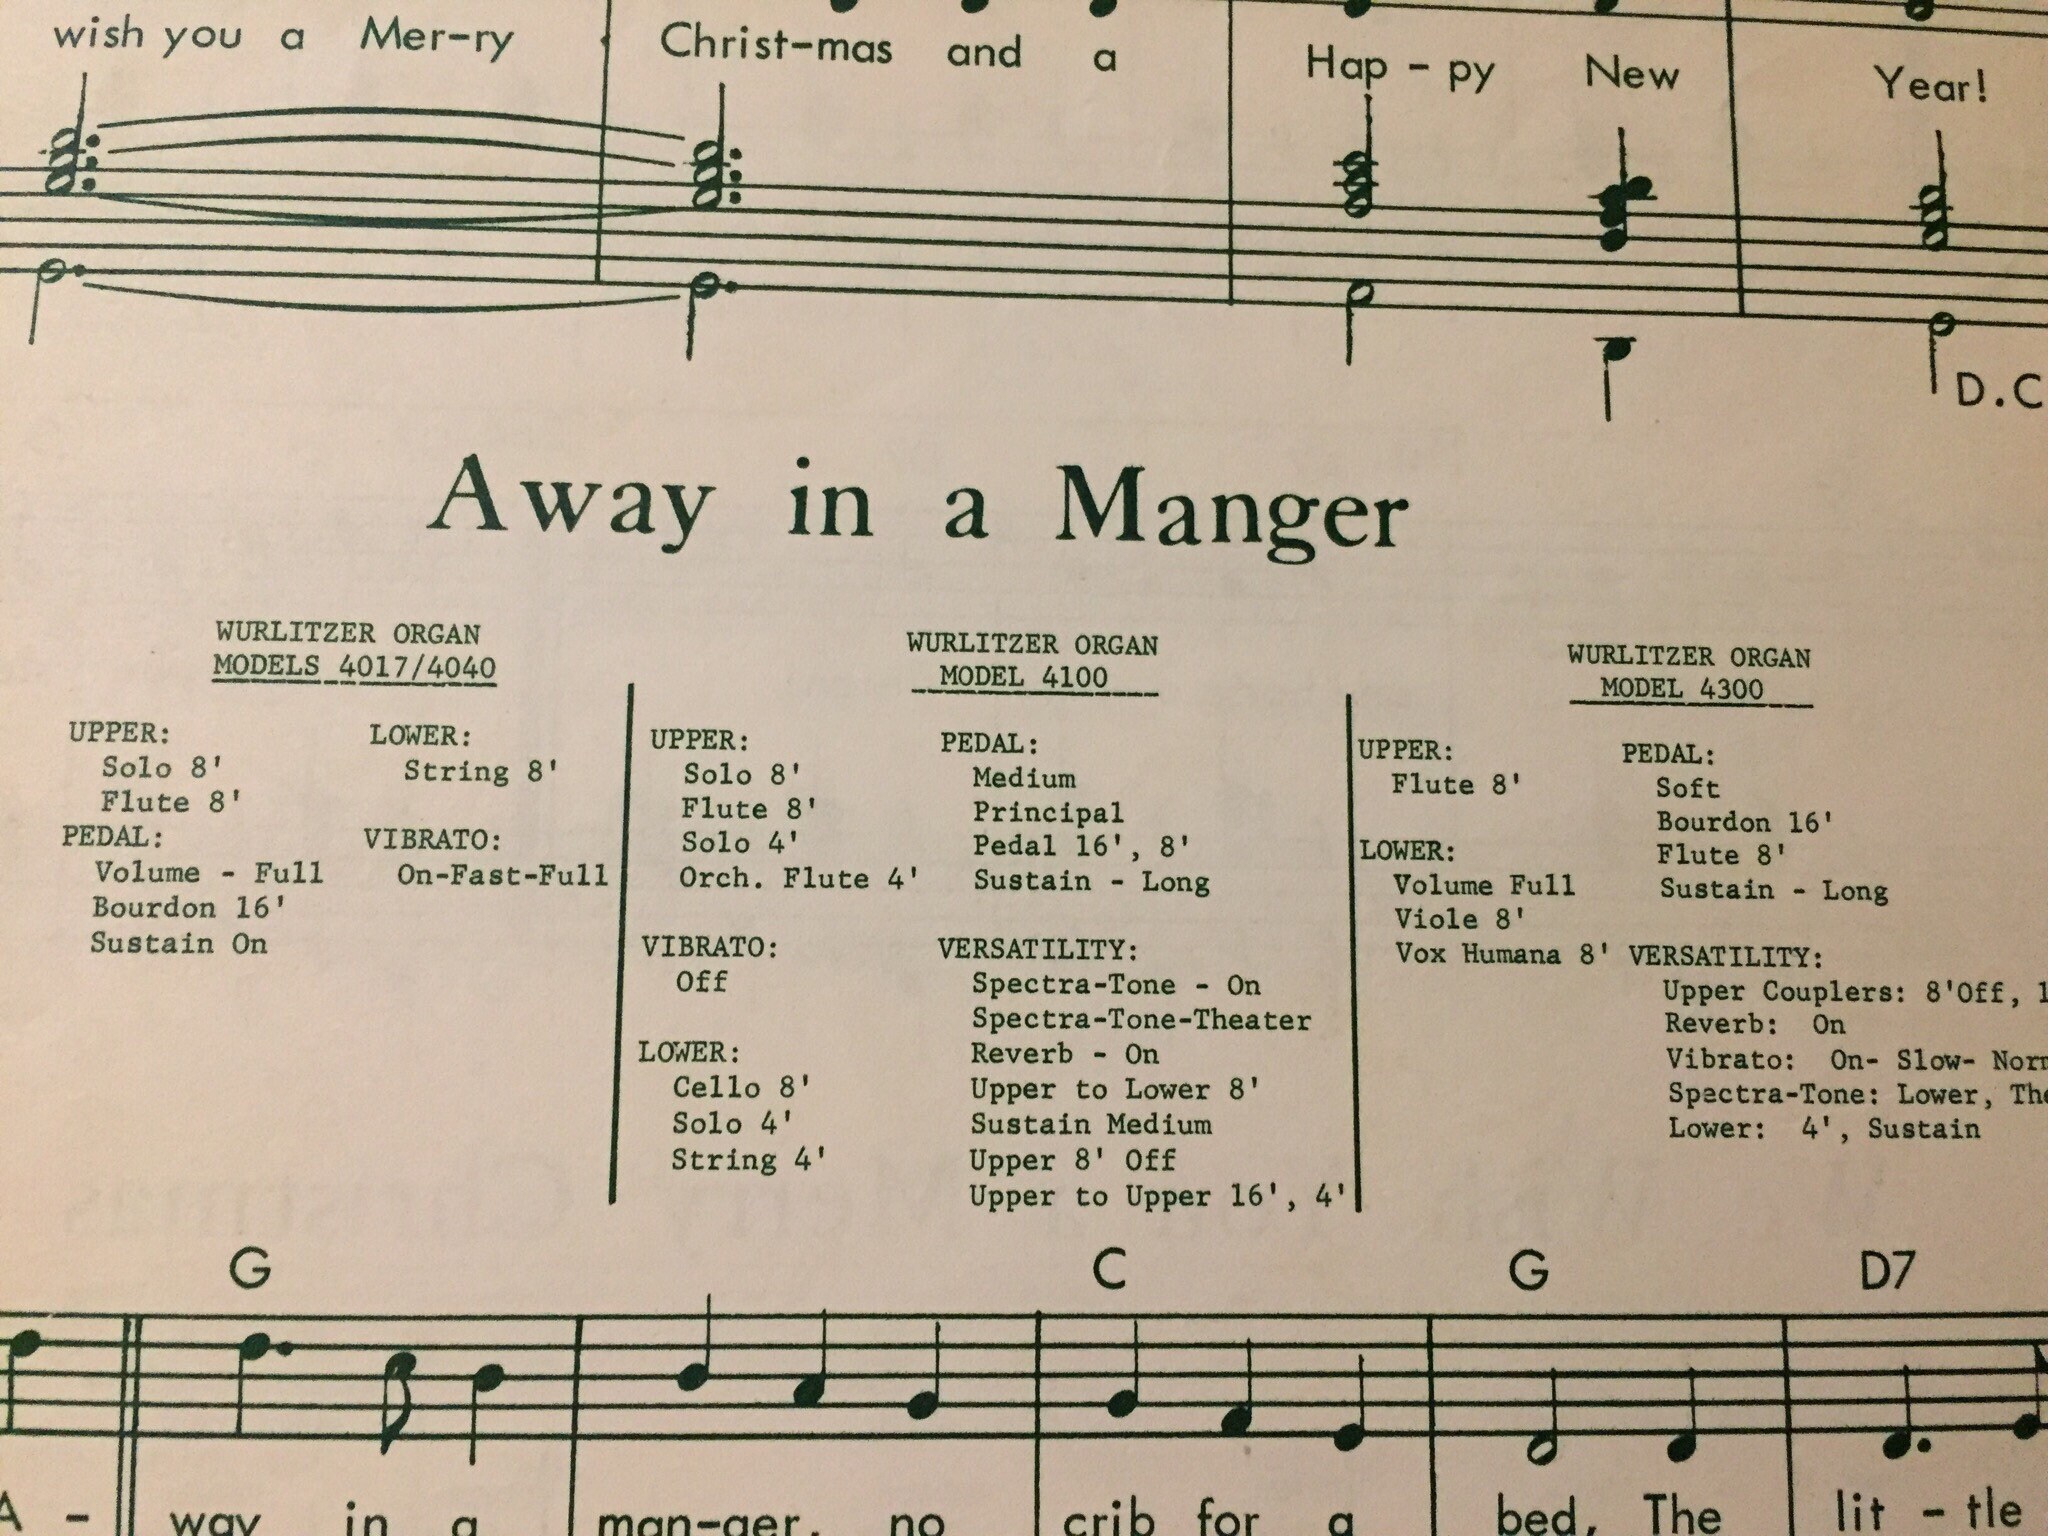 wish you a Mer-ry Christ-mas and a Hap - py New Year!
D.C
Away in a Manger
WURLITZER ORGAN
MODELS 4017/4040
UPPER:
Solo 8'
Flute 8'
PEDAL:
Volume - Full
Bourdon 16'
Sustain On
LOWER:
String 8'
VIBRATO:
On-Fast-Full
WURLITZER ORGAN
MODEL 4100
UPPER:
Solo 8'
Flute 8'
Solo 4'
Orch. Flute 4'
VIBRATO:
Off
LOWER:
Cello 8'
Solo 4'
String 4'
PEDAL:
Medium
Principal
Pedal 16', 8'
Sustain - Long
VERSATILITY:
Spectra-Tone - On
Spectra-Tone-Theater
Reverb - On
Upper to Lower 8'
Sustain Medium
Upper 8' Off
Upper to Upper 16', 4'
WURLITZER ORGAN
MODEL 4300
UPPER:
Flute 8'
LOWER:
Volume Full
Viole 8'
Vox Humana 8'
PEDAL:
Soft
Bourdon 16'
Flute 8'
Sustain - Long
VERSATILITY:
Upper Couplers: 8'Off,
Reverb: On
Vibrato: On- Slow-
Spectra-Tone: Lower,
Lower: 4', Sustain
G C G D7
A - way in a man-ger, no crib for a bed, The lit - tle